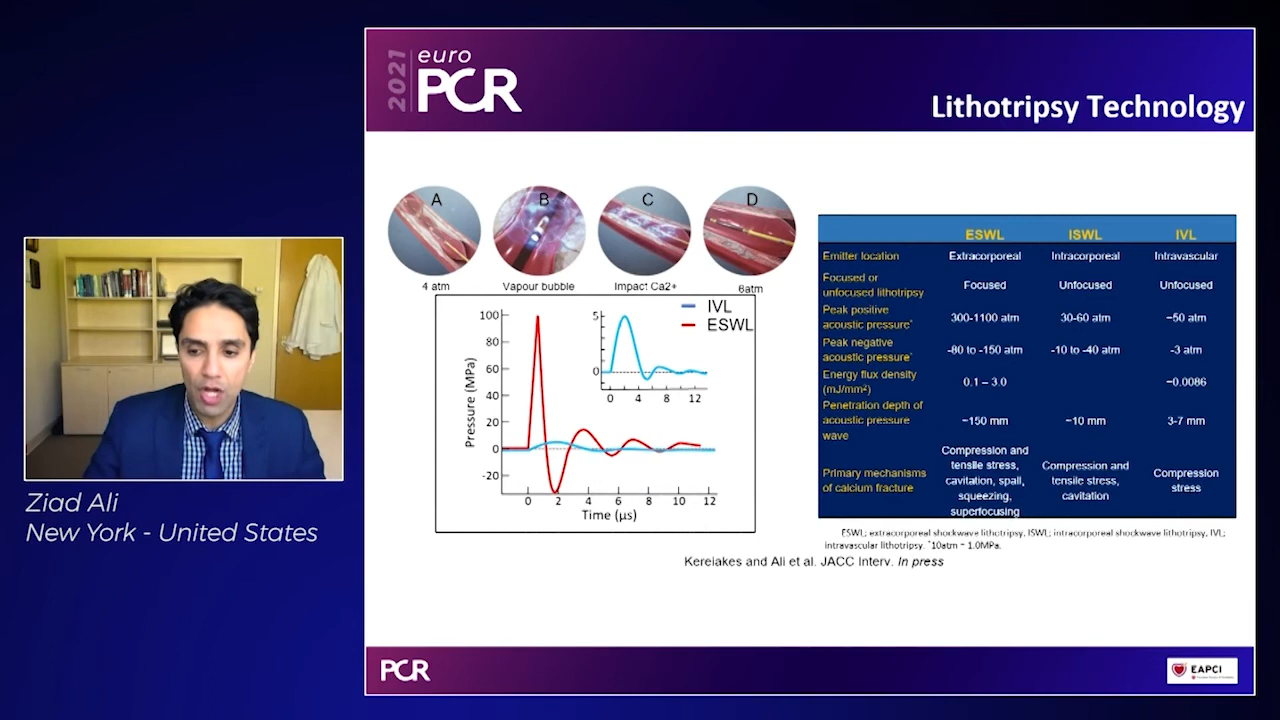 2021
euro
PCR
Lithotripsy Technology
A
B
C
D
4 atm
Vapour bubble
Impact Ca2+
6atm
IVL
ESWL
Pressure (MPa)
100
80
60
40
20
0
-20
0 2 4 6 8 10 12
Time (µs)
5
0
0 4 8 12
ESWL ISWL IVL
Emitter location Extracorporeal Intracorporeal Intravascular
Focused or
unfocused lithotripsy Focused Unfocused Unfocused
Peak positive
acoustic pressure* 300-1100 atm 30-60 atm ~50 atm
Peak negative
acoustic pressure* -80 to -150 atm -10 to -40 atm -3 atm
Energy flux density
(mJ/mm²) 0.1 – 3.0 ~0.0086
Penetration depth of
acoustic pressure
wave ~150 mm ~10 mm 3-7 mm
Primary mechanisms
of calcium fracture
Compression and
tensile stress,
cavitation, spall,
squeezing,
superfocusing
Compression and
tensile stress,
cavitation
Compression
stress
ESWL; extracorporeal shockwave lithotripsy, ISWL; intracorporeal shockwave lithotripsy, IVL;
intravascular lithotripsy. *10atm ~ 1.0MPa.
Kereiakes and Ali et al. JACC Interv. In press
Ziad Ali
New York - United States
PCR
EAPCI